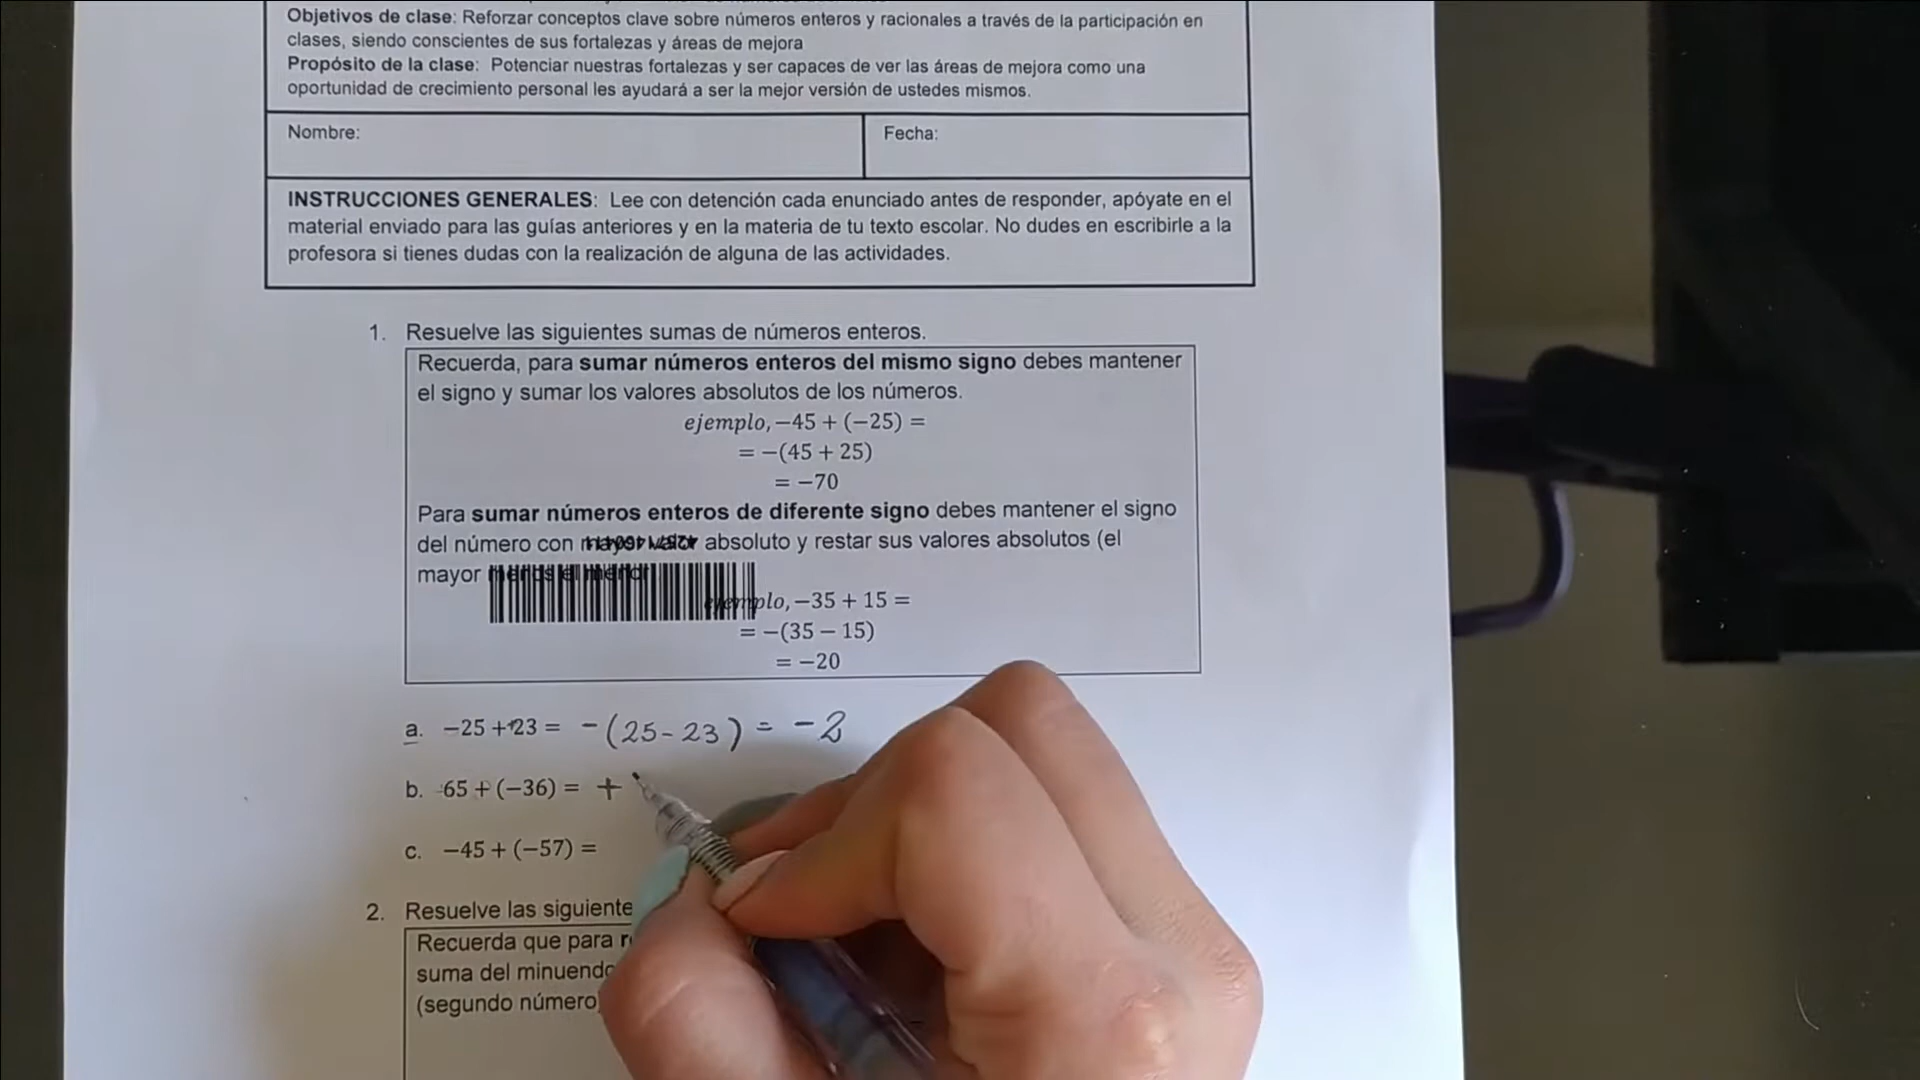 Objetivos de clase: Reforzar conceptos clave sobre números enteros y racionales a través de la participación en
clases, siendo conscientes de sus fortalezas y áreas de mejora
Propósito de la clase: Potenciar nuestras fortalezas y ser capaces de ver las áreas de mejora como una
oportunidad de crecimiento personal les ayudará a ser la mejor versión de ustedes mismos.
Nombre:
Fecha:
INSTRUCCIONES GENERALES: Lee con detención cada enunciado antes de responder, apóyate en el
material enviado para las guías anteriores y en la materia de tu texto escolar. No dudes en escribirle a la
profesora si tienes dudas con la realización de alguna de las actividades.
1. Resuelve las siguientes sumas de números enteros.
Recuerda, para sumar números enteros del mismo signo debes mantener
el signo y sumar los valores absolutos de los números.
ejemplo, −45 + (−25) =
= −(45 + 25)
= −70
Para sumar números enteros de diferente signo debes mantener el signo
del número con mayor valor absoluto y restar sus valores absolutos (el
mayor menos el menor
ejemplo, −35 + 15 =
= −(35 − 15)
= −20
a. −25 + 23 = - (25 - 23) = - 2
b. 65 + (−36) = +
c. −45 + (−57) =
2. Resuelve las siguiente
Recuerda que para r
suma del minuendo
(segundo número)